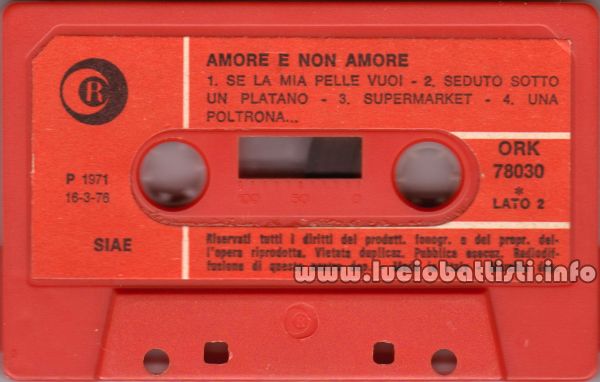 AMORE E NON AMORE
1. SE LA MIA PELLE VUOI - 2. SEDUTO SOTTO
UN PLATANO - 3. SUPERMARKET - 4. UNA
POLTRONA...
R
P 1971
16-3-76
SIAE
100 50 0
ORK
78030
*
LATO 2
Riservati tutti i diritti del produtt. fonogr. e del propr. del-
l'opera riprodotta. Vietata duplicaz. Pubblica esecuz. Radiodif-
fusione di questo
www.luciobattisti.info
R